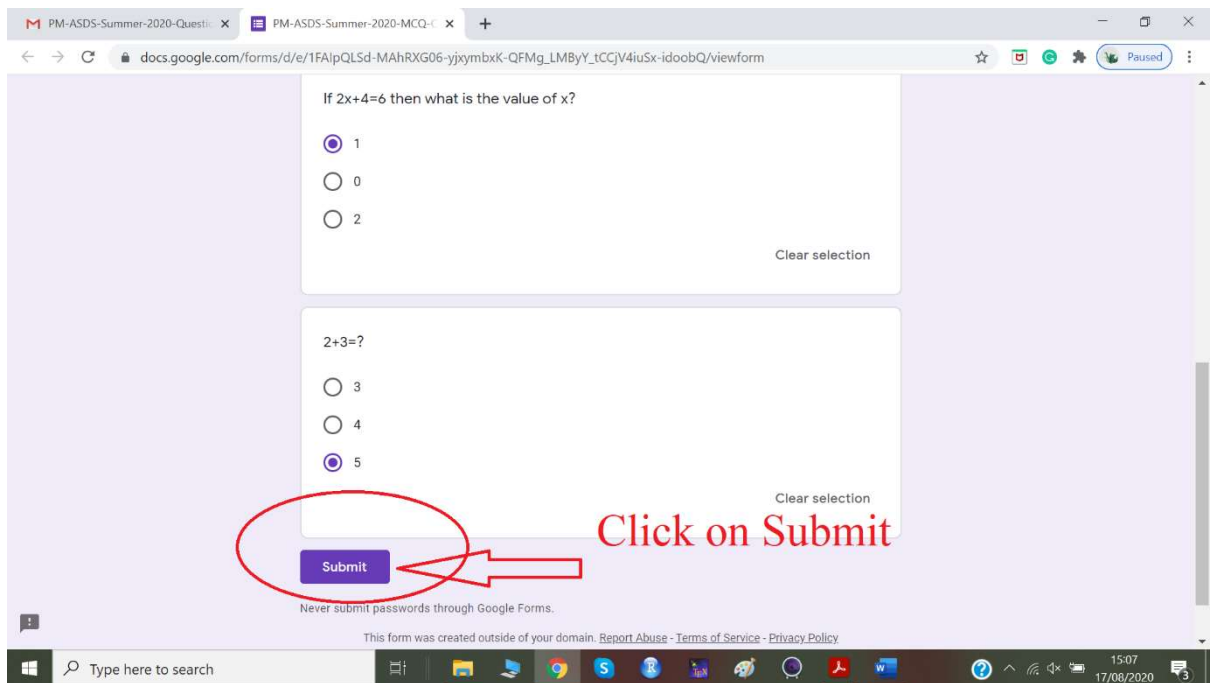 PM-ASDS-Summer-2020-Questi
PM-ASDS-Summer-2020-MCQ-
docs.google.com/forms/d/e/1FAIpQLSd-MAhRXG06-yjxymbxK-QFMg_LMByY_tCCjV4iuSx-idoobQ/viewform
Paused
If 2x+4=6 then what is the value of x?
1
0
2
Clear selection
2+3=?
3
4
5
Clear selection
Click on Submit
Submit
Never submit passwords through Google Forms.
This form was created outside of your domain. Report Abuse - Terms of Service - Privacy Policy
Type here to search
15:07
17/08/2020
3